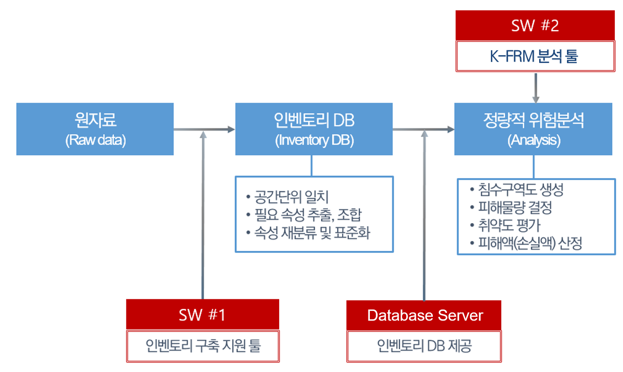 SW #2
K-FRM 분석 툴
원자료
(Raw data)
인벤토리 DB
(Inventory DB)
정량적 위험분석
(Analysis)
• 공간단위 일치
• 필요 속성 추출, 조합
• 속성 재분류 및 표준화
• 침수구역도 생성
• 피해물량 결정
• 취약도 평가
• 피해액(손실액) 산정
SW #1
인벤토리 구축 지원 툴
Database Server
인벤토리 DB 제공